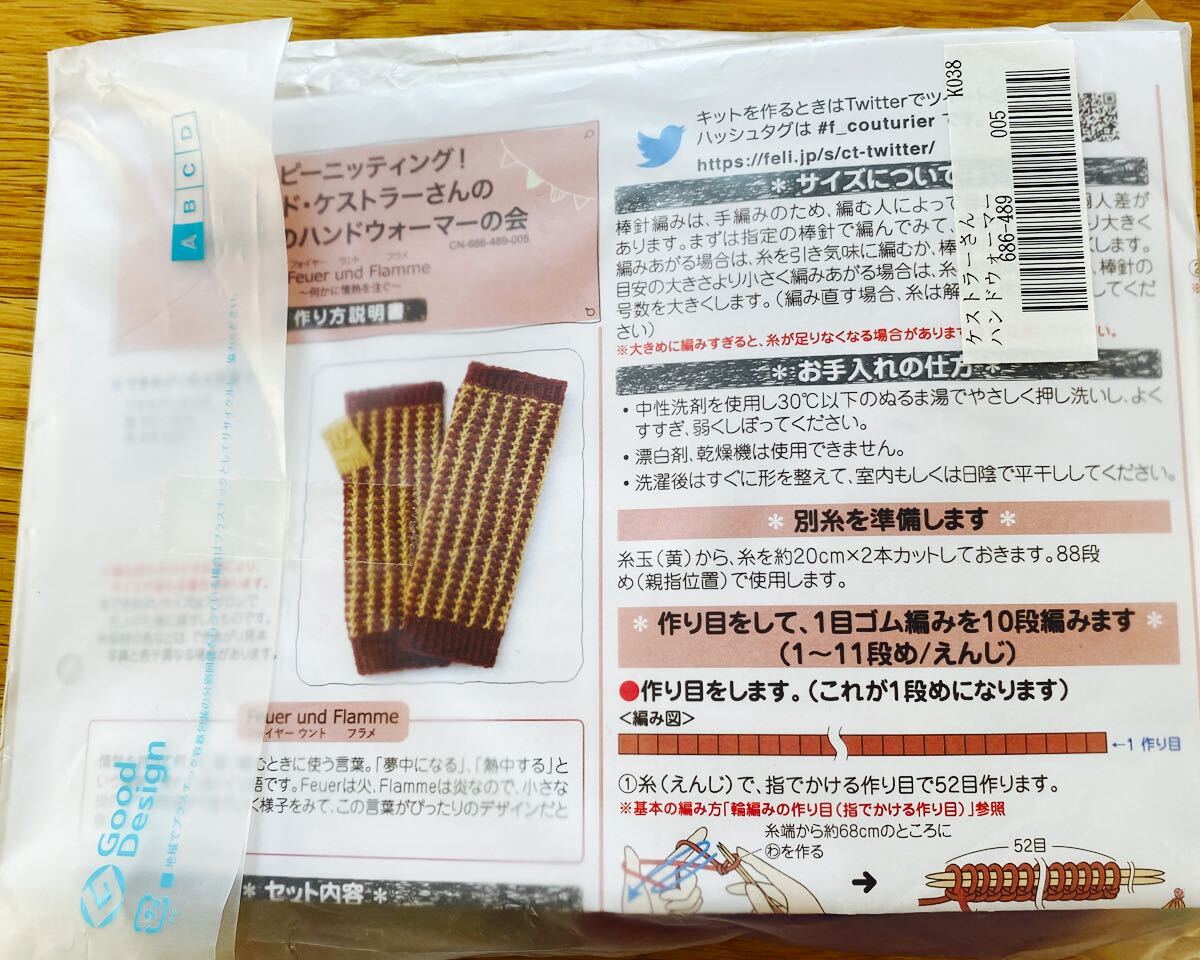 A B C D
ピーニッティング!
ド・ケストラーさんの
のハンドウォーマーの会
CN-686-489-005
フォイヤー ウント フラメ
Feuer und Flamme
〜何かに情熱を注ぐ〜
作り方説明書
Feuer und Flamme
イヤー ウント フラメ
ときに使う言葉。「夢中になる」、「熱中する」と
語です。Feuerは火、Flammeは炎なので、小さな
く様子をみて、この言葉がぴったりのデザインだと
* セット内容 *
Good
Design
PE
キットを作るときはTwitterでツイ
ハッシュタグは #f_couturier で
https://feli.jp/s/ct-twitter/
* サイズについて
棒針編みは、手編みのため、編む人によって 個人差が
あります。まずは指定の棒針で編んでみて、 り大きく
編みあがる場合は、糸を引き気味に編むか、棒 くします。
目安の大きさより小さく編みあがる場合は、糸 、棒針の
号数を大きくします。(編み直す場合、糸は解 してくだ
さい)
※大きめに編みすぎると、糸が足りなくなる場合があります い。
* お手入れの仕方 *
・中性洗剤を使用し30℃以下のぬるま湯でやさしく押し洗いし、よく
すすぎ、弱くしぼってください。
・漂白剤、乾燥機は使用できません。
・洗濯後はすぐに形を整えて、室内もしくは日陰で平干ししてください。
* 別糸を準備します *
糸玉(黄)から、糸を約20cm×2本カットしておきます。88段
め(親指位置)で使用します。
* 作り目をして、1目ゴム編みを10段編みます *
(1〜11段め/えんじ)
●作り目をします。(これが1段めになります)
<編み図>
←1 作り目
①糸(えんじ)で、指でかける作り目で52目作ります。
※基本の編み方「輪編みの作り目(指でかける作り目)」参照
糸端から約68cmのところに
わを作る
→
52目
ケストラーさん K038
ハンドウォーマー
686-489 005